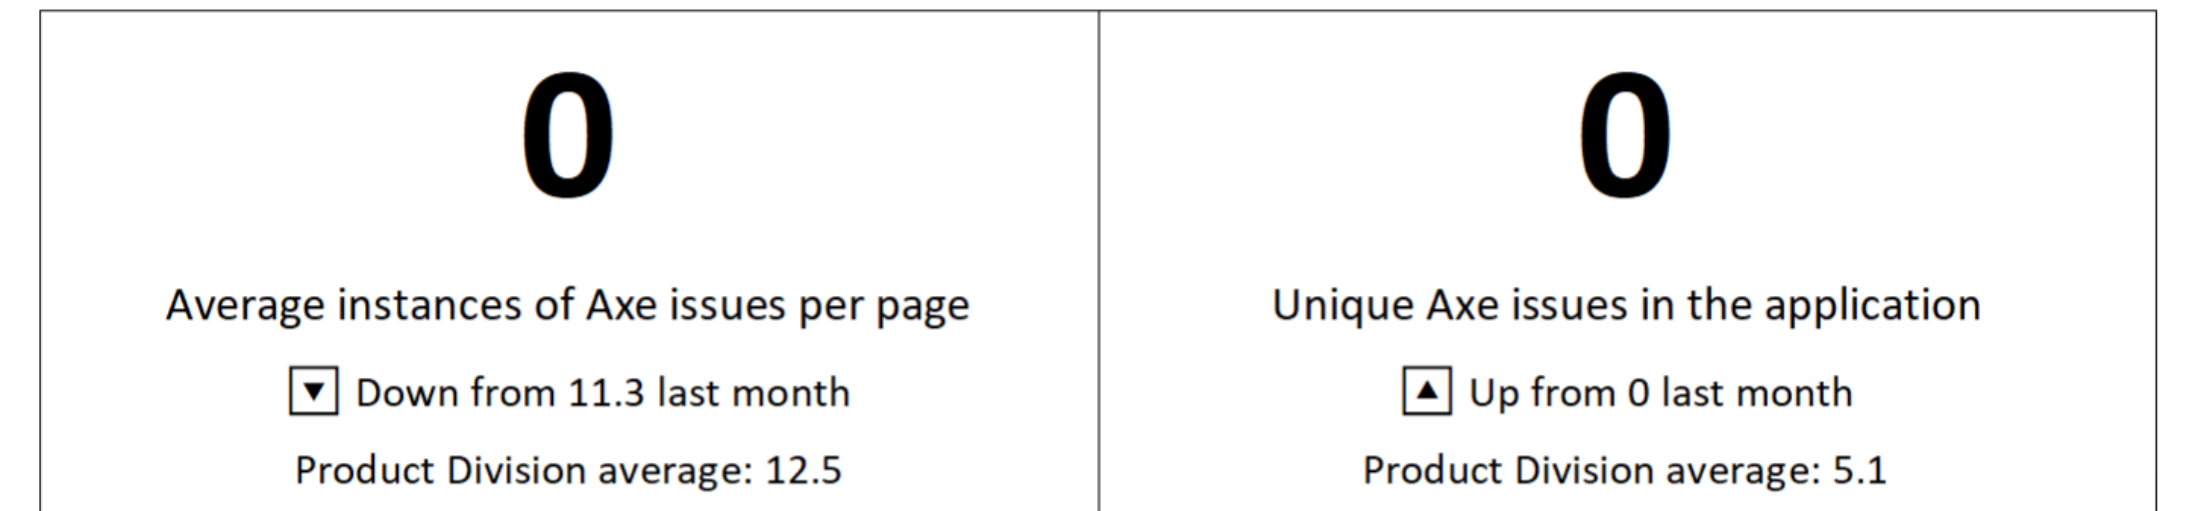 0
Average instances of Axe issues per page
▼ Down from 11.3 last month
Product Division average: 12.5
0
Unique Axe issues in the application
▲ Up from 0 last month
Product Division average: 5.1